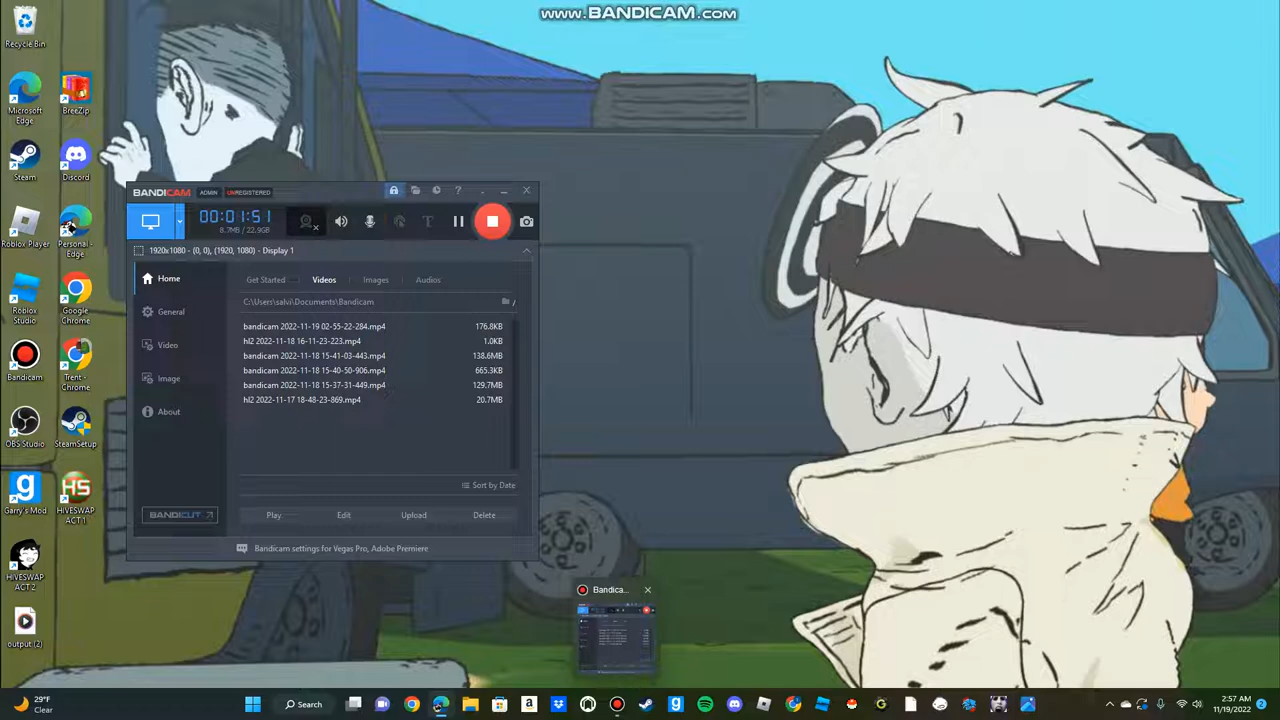 www.BANDICAM.com
Recycle Bin
Microsoft
Edge
BreeZip
Steam
Discord
Roblox Player
Personal -
Edge
Roblox
Studio
Google
Chrome
Bandicam
Trent -
Chrome
OBS Studio
SteamSetup
Garry's Mod
HIVESWAP
ACT 1
HIVESWAP
ACT 2
output (2)
BANDICAM ADMIN UNREGISTERED ?
00:01:51
8.7MB / 22.9GB
1920x1080 - (0, 0), (1920, 1080) - Display 1
Home
General
Video
Image
About
BANDICUT
Get Started Videos Images Audios
C:\Users\salvi\Documents\Bandicam
bandicam 2022-11-19 02-55-22-284.mp4 176.8KB
hl2 2022-11-18 16-11-23-223.mp4 1.0KB
bandicam 2022-11-18 15-41-03-443.mp4 138.6MB
bandicam 2022-11-18 15-40-50-906.mp4 665.3KB
bandicam 2022-11-18 15-37-31-449.mp4 129.7MB
hl2 2022-11-17 18-48-23-869.mp4 20.7MB
Sort by Date
Play Edit Upload Delete
Bandicam settings for Vegas Pro, Adobe Premiere
Bandica...
29°F
Clear
Search
2:57 AM
11/19/2022